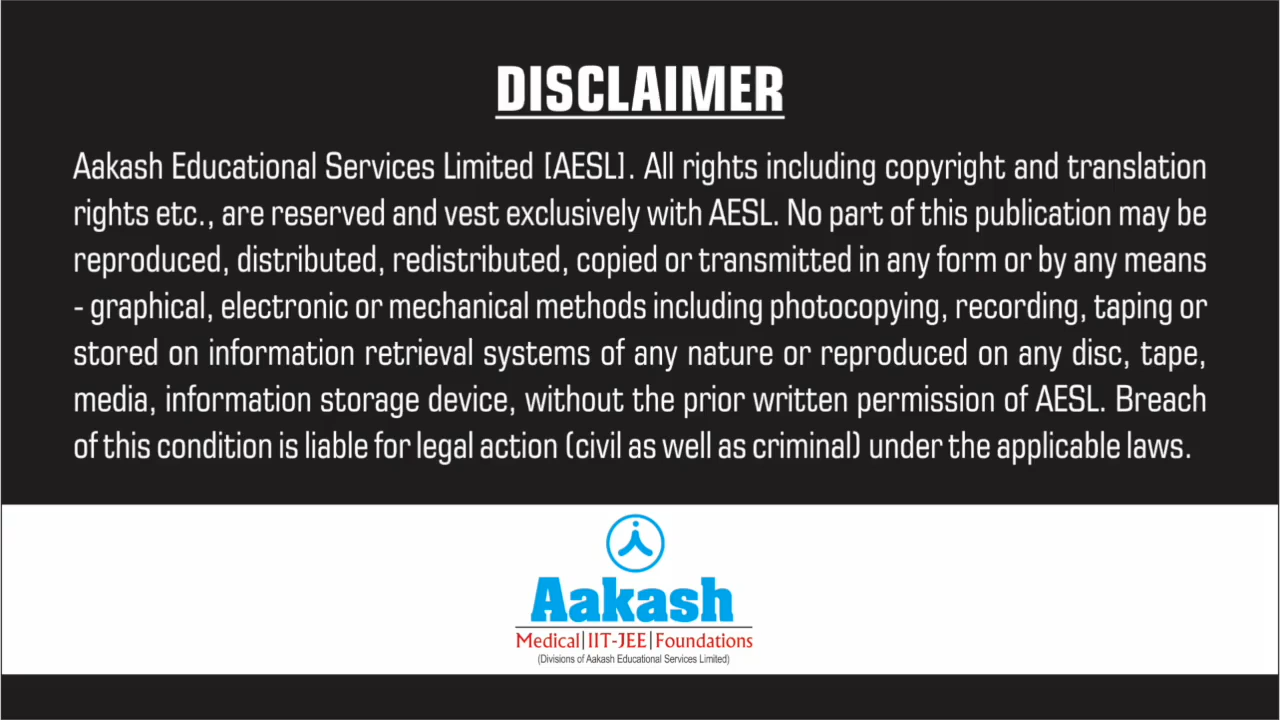 DISCLAIMER
Aakash Educational Services Limited [AESL]. All rights including copyright and translation
rights etc., are reserved and vest exclusively with AESL. No part of this publication may be
reproduced, distributed, redistributed, copied or transmitted in any form or by any means
- graphical, electronic or mechanical methods including photocopying, recording, taping or
stored on information retrieval systems of any nature or reproduced on any disc, tape,
media, information storage device, without the prior written permission of AESL. Breach
of this condition is liable for legal action (civil as well as criminal) under the applicable laws.
Aakash
Medical|IIT-JEE|Foundations
(Divisions of Aakash Educational Services Limited)